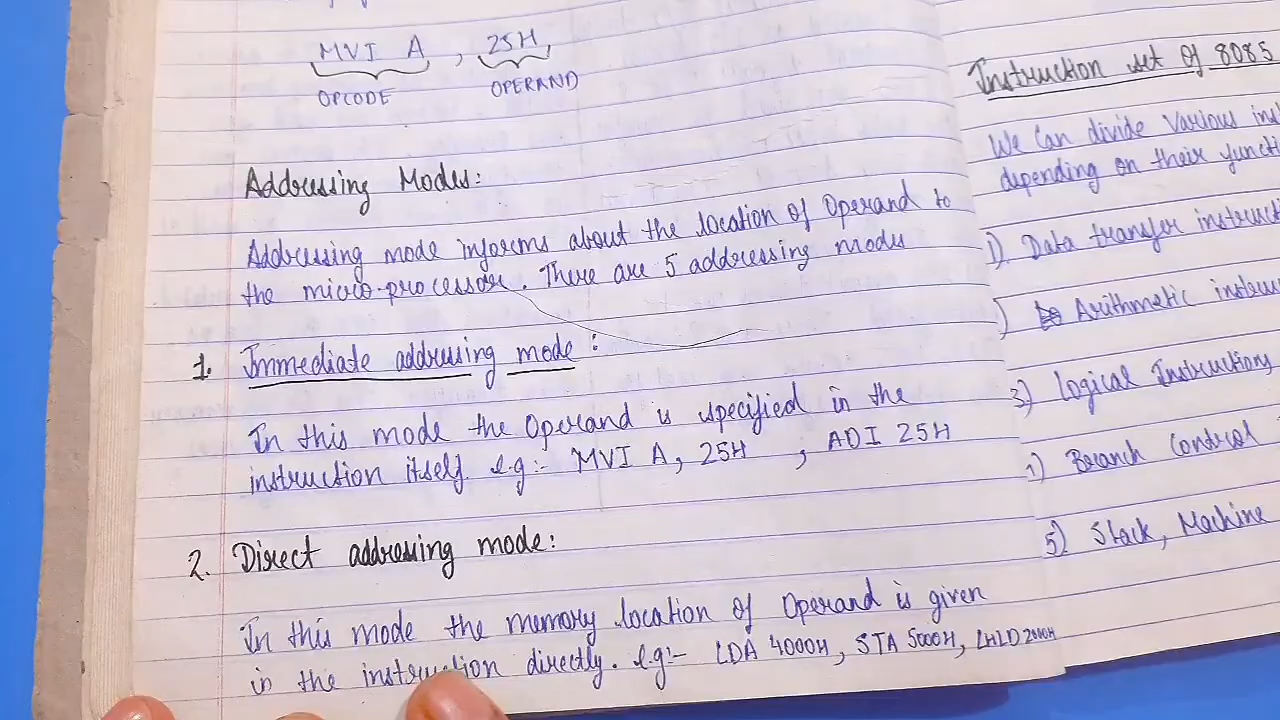 MVI A , 25H,
OPCODE OPERAND
Addressing Modes:
Addressing mode informs about the location of Operand to
the micro-processor. There are 5 addressing modes
1. Immediate addressing mode :
In this mode the Operand is specified in the
instruction itself. e.g:- MVI A, 25H , ADI 25H
2. Direct addressing mode:
In this mode the memory location of Operand is given
in the instruction directly. e.g:- LDA 4000H, STA 5000H, LHLD 2000H
Instruction set of 8085
We Can divide Various
depending on their
1). Data transfer
) Arithmetic
3) Logical Instructions
) Branch Control
5) Stack, Machine